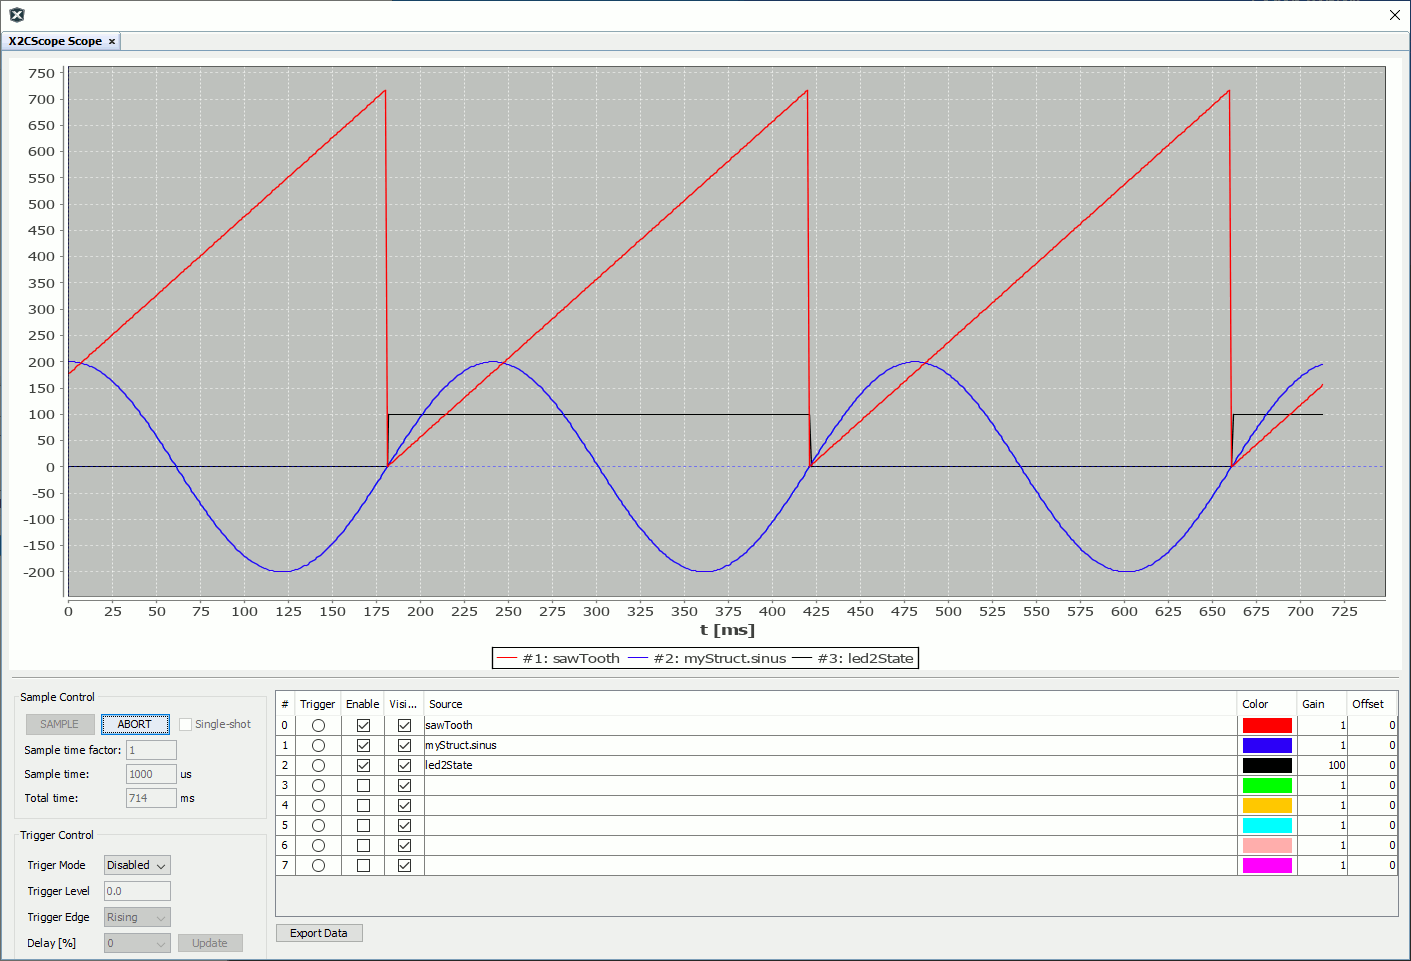 X2CScope Scope ×
750
700
650
600
550
500
450
400
350
300
250
200
150
100
50
0
-50
-100
-150
-200
0 25 50 75 100 125 150 175 200 225 250 275 300 325 350 375 400 425 450 475 500 525 550 575 600 625 650 675 700 725
t [ms]
#1: sawTooth #2: myStruct.sinus #3: led2State
Sample Control
SAMPLE ABORT Single-shot
Sample time factor: 1
Sample time: 1000 us
Total time: 714 ms
Trigger Control
Triger Mode Disabled
Trigger Level 0.0
Trigger Edge Rising
Delay [%] 0 Update
# Trigger Enable Visi... Source Color Gain Offset
0 sawTooth 1 0
1 myStruct.sinus 1 0
2 led2State 100 0
3 1 0
4 1 0
5 1 0
6 1 0
7 1 0
Export Data